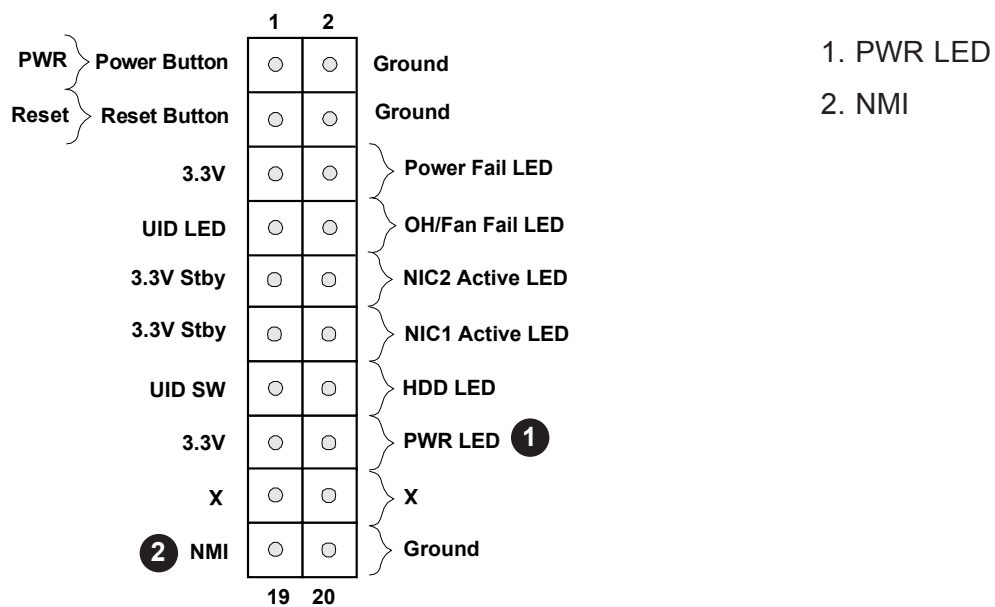 1 2
PWR Power Button Ground
Reset Reset Button Ground
3.3V Power Fail LED
UID LED OH/Fan Fail LED
3.3V Stby NIC2 Active LED
3.3V Stby NIC1 Active LED
UID SW HDD LED
3.3V PWR LED 1
X X
2 NMI Ground
19 20
1. PWR LED
2. NMI